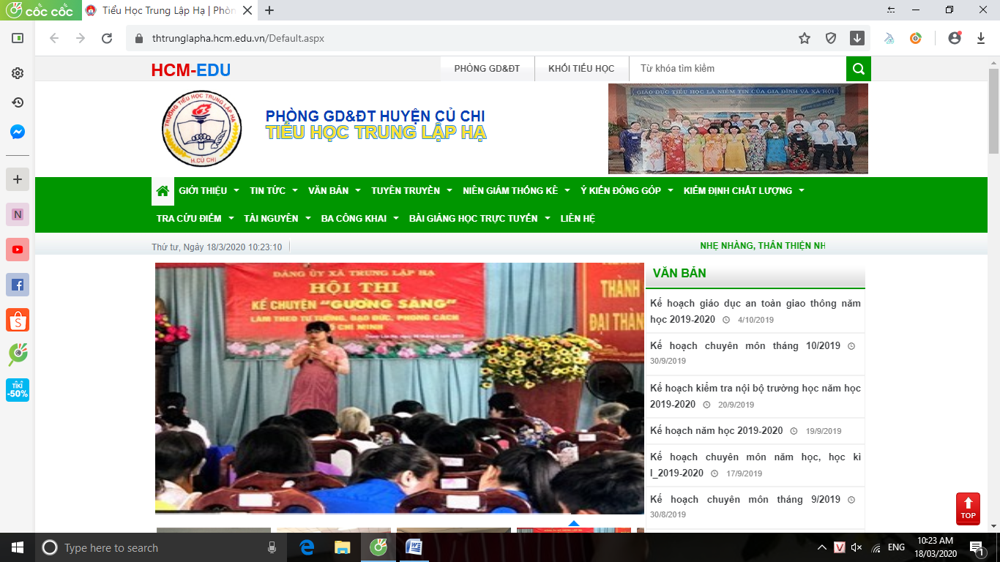 cốc cốc
Tiểu Học Trung Lập Hạ | Phòn
thtrunglapha.hcm.edu.vn/Default.aspx
HCM-EDU
PHÒNG GD&ĐT
KHỐI TIỂU HỌC
Từ khóa tìm kiếm
TRƯỜNG TIỂU HỌC TRUNG LẬP HẠ
H.CỦ CHI
PHÒNG GD&ĐT HUYỆN CỦ CHI
TIỂU HỌC TRUNG LẬP HẠ
GIÁO DỤC TIỂU HỌC LÀ NIỀM TIN CỦA GIA ĐÌNH VÀ XÃ HỘI
GIỚI THIỆU TIN TỨC VĂN BẢN TUYÊN TRUYỀN NIÊN GIÁM THỐNG KÊ Ý KIẾN ĐÓNG GÓP KIỂM ĐỊNH CHẤT LƯỢNG
TRA CỨU ĐIỂM TÀI NGUYÊN BA CÔNG KHAI BÀI GIẢNG HỌC TRỰC TUYẾN LIÊN HỆ
Thứ tư, Ngày 18/3/2020 10:23:10
NHẸ NHÀNG, THÂN THIỆN NH
ĐẢNG ỦY XÃ TRUNG LẬP HẠ
HỘI THI
KỂ CHUYỆN "GƯƠNG SÁNG"
LÀM THEO TƯ TƯỞNG, ĐẠO ĐỨC, PHONG CÁCH
CHÍ MINH
THÀNH
ĐẠI THÀN
VĂN BẢN
Kế hoạch giáo dục an toàn giao thông năm
học 2019-2020 4/10/2019
Kế hoạch chuyên môn tháng 10/2019
30/9/2019
Kế hoạch kiểm tra nội bộ trường học năm học
2019-2020 20/9/2019
Kế hoạch năm học 2019-2020 19/9/2019
Kế hoạch chuyên môn năm học, học kì
I_2019-2020 17/9/2019
Kế hoạch chuyên môn tháng 9/2019
30/8/2019
TOP
N
TIKI
-50%
Type here to search
ENG
10:23 AM
18/03/2020
1